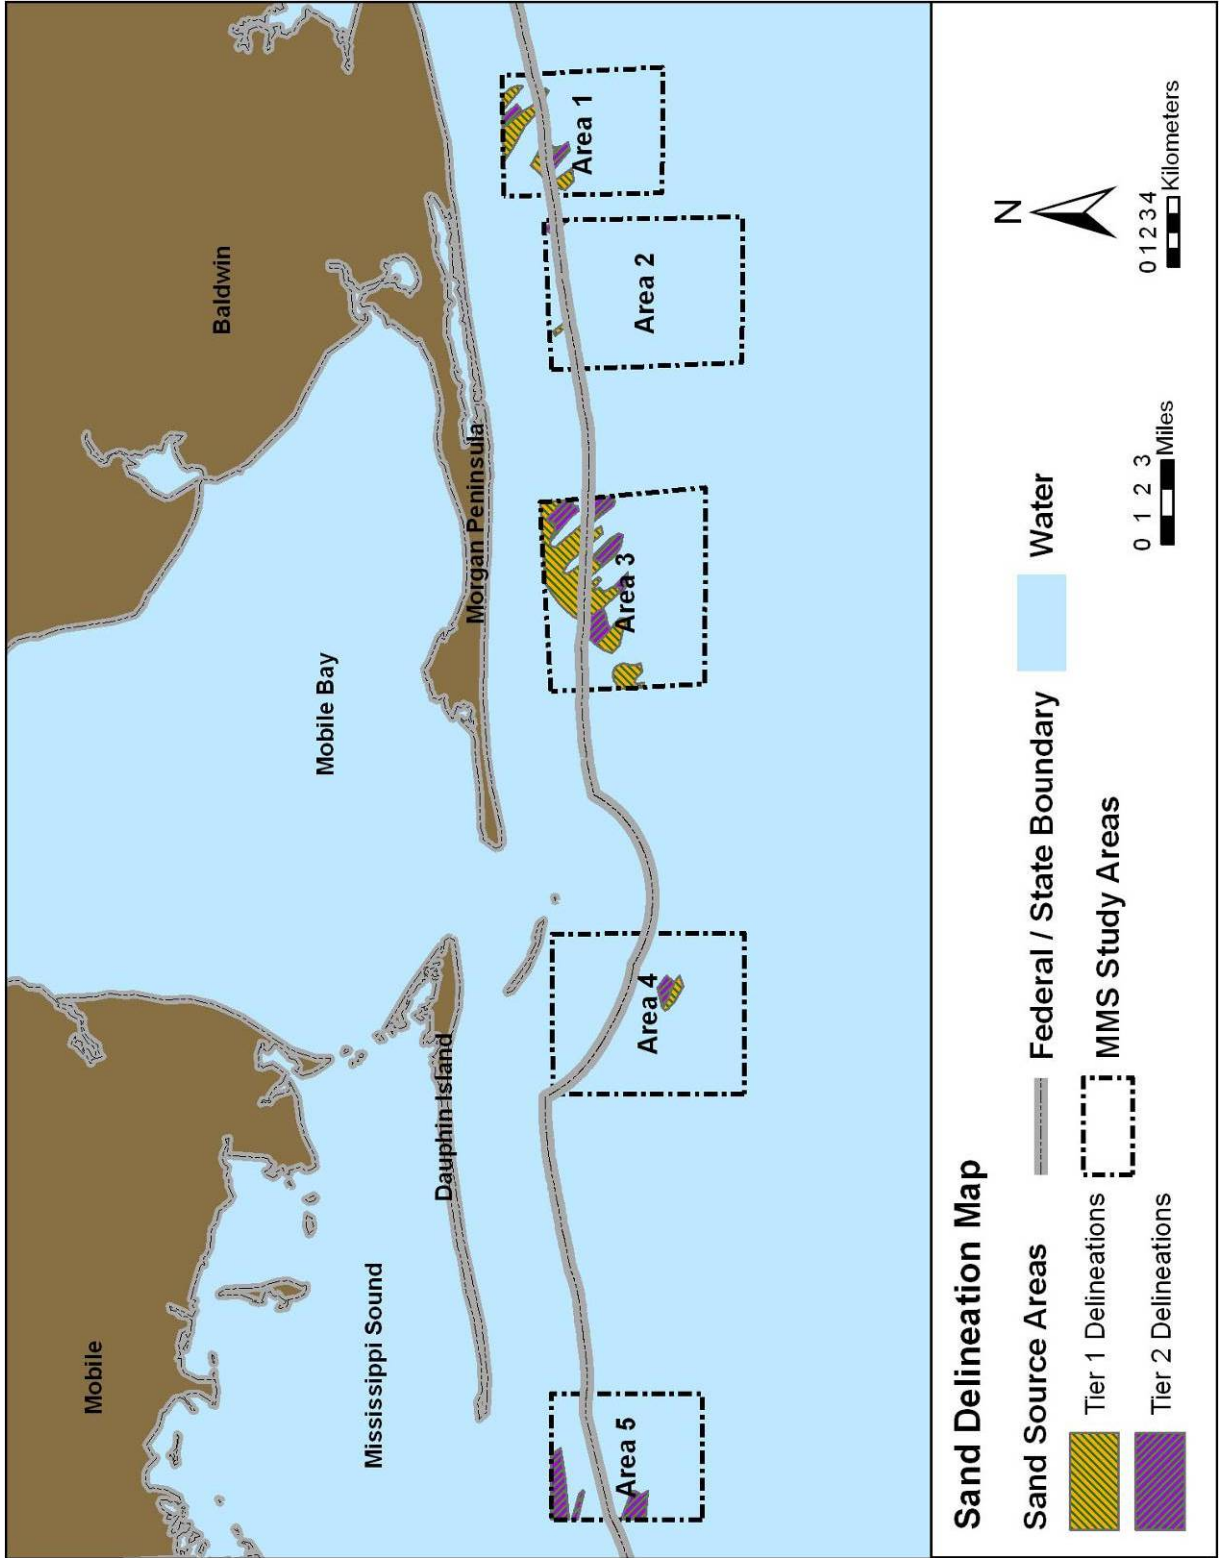 Mobile
Baldwin
Mobile Bay
Mississippi Sound
Dauphin Island
Morgan Peninsula
Area 5
Area 4
Area 3
Area 2
Area 1
Sand Delineation Map
Sand Source Areas
Tier 1 Delineations
Tier 2 Delineations
Federal / State Boundary
MMS Study Areas
Water
0 1 2 3
Miles
N
0 1 2 3 4
Kilometers